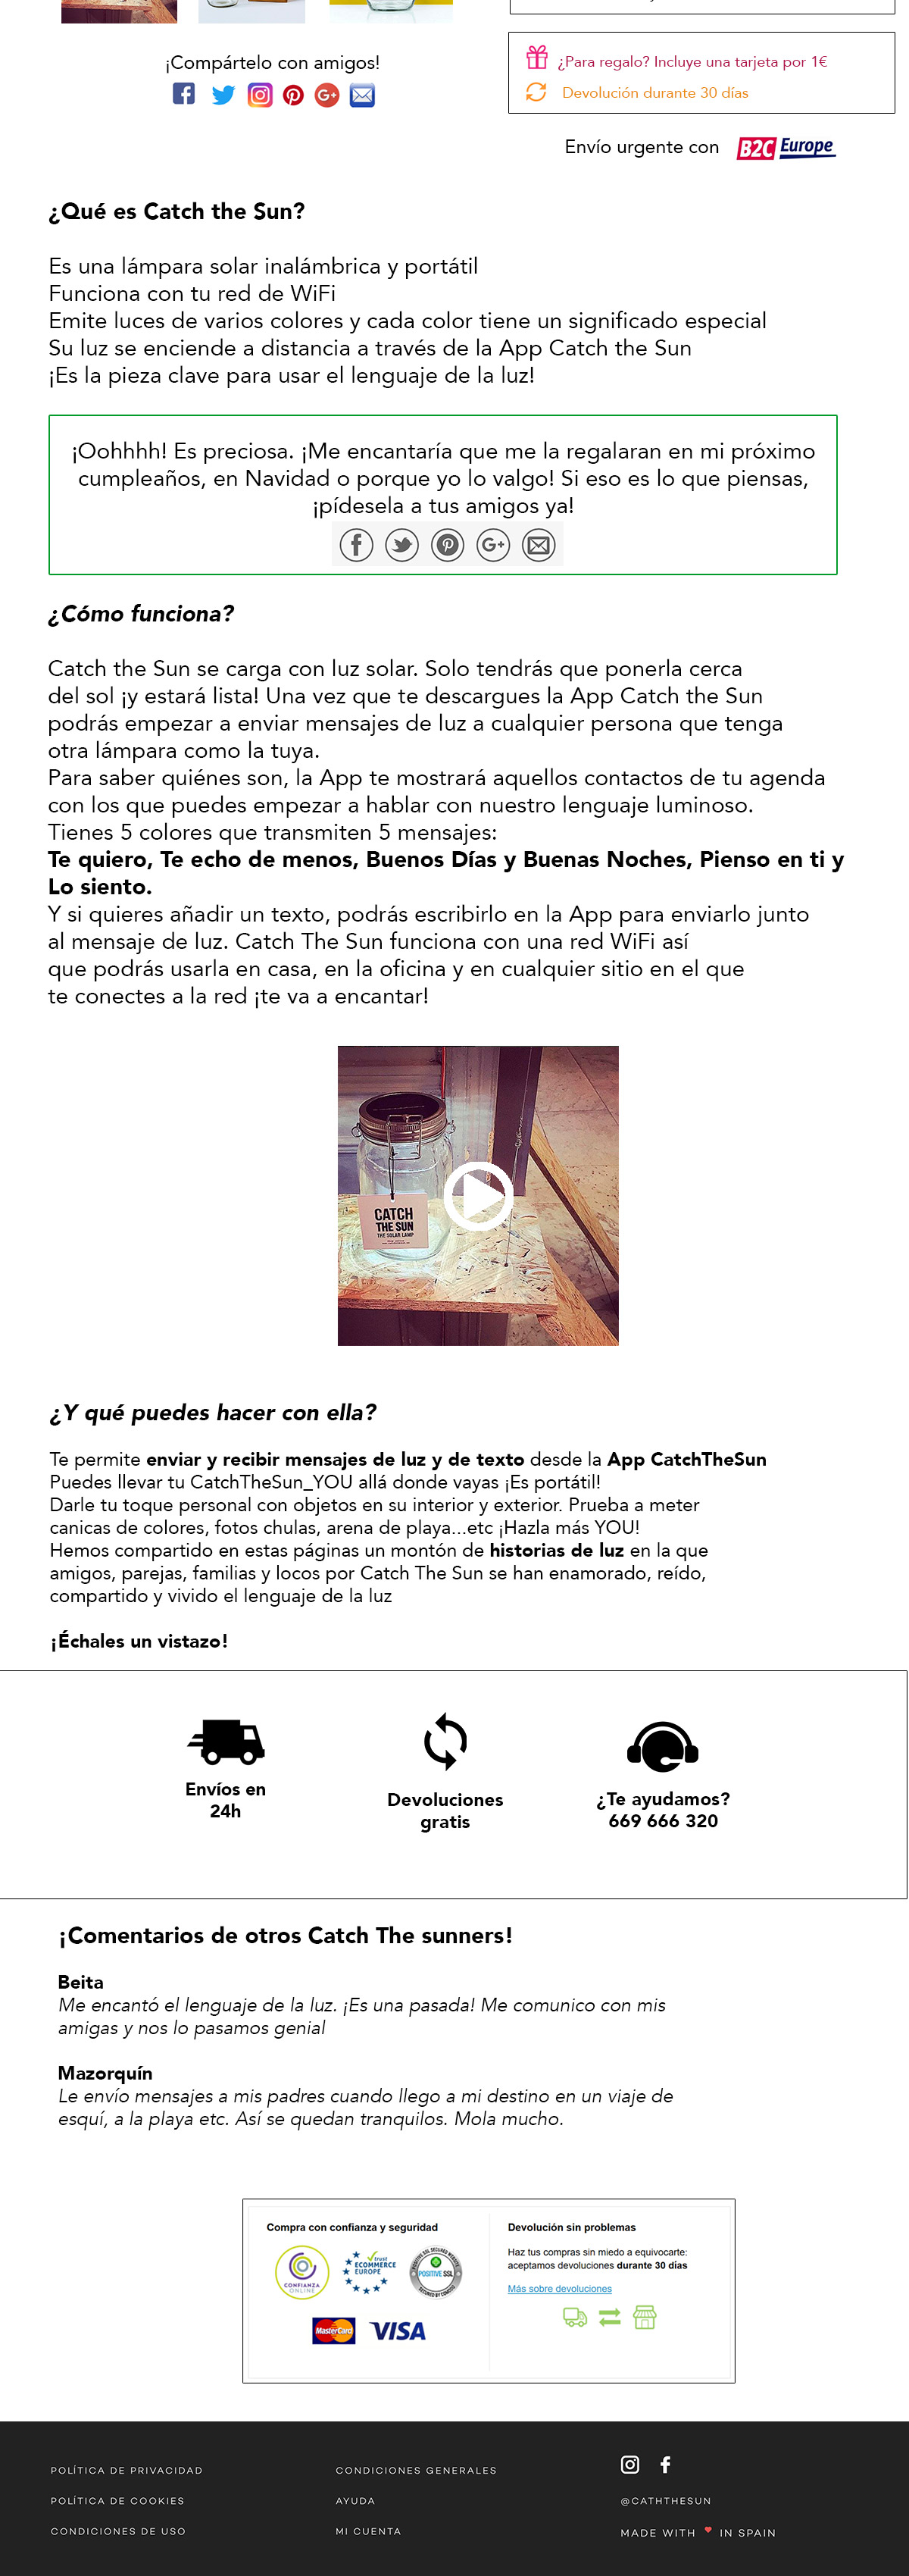 ¡Compártelo con amigos!
¿Para regalo? Incluye una tarjeta por 1€
Devolución durante 30 días
Envío urgente con B2C Europe
¿Qué es Catch the Sun?
Es una lámpara solar inalámbrica y portátil
Funciona con tu red de WiFi
Emite luces de varios colores y cada color tiene un significado especial
Su luz se enciende a distancia a través de la App Catch the Sun
¡Es la pieza clave para usar el lenguaje de la luz!
¡Oohhhh! Es preciosa. ¡Me encantaría que me la regalaran en mi próximo
cumpleaños, en Navidad o porque yo lo valgo! Si eso es lo que piensas,
¡pídesela a tus amigos ya!
¿Cómo funciona?
Catch the Sun se carga con luz solar. Solo tendrás que ponerla cerca
del sol ¡y estará lista! Una vez que te descargues la App Catch the Sun
podrás empezar a enviar mensajes de luz a cualquier persona que tenga
otra lámpara como la tuya.
Para saber quiénes son, la App te mostrará aquellos contactos de tu agenda
con los que puedes empezar a hablar con nuestro lenguaje luminoso.
Tienes 5 colores que transmiten 5 mensajes:
Te quiero, Te echo de menos, Buenos Días y Buenas Noches, Pienso en ti y
Lo siento.
Y si quieres añadir un texto, podrás escribirlo en la App para enviarlo junto
al mensaje de luz. Catch The Sun funciona con una red WiFi así
que podrás usarla en casa, en la oficina y en cualquier sitio en el que
te conectes a la red ¡te va a encantar!
CATCH
THE SUN
THE SOLAR LAMP
¿Y qué puedes hacer con ella?
Te permite enviar y recibir mensajes de luz y de texto desde la App CatchTheSun
Puedes llevar tu CatchTheSun_YOU allá donde vayas ¡Es portátil!
Darle tu toque personal con objetos en su interior y exterior. Prueba a meter
canicas de colores, fotos chulas, arena de playa...etc ¡Hazla más YOU!
Hemos compartido en estas páginas un montón de historias de luz en la que
amigos, parejas, familias y locos por Catch The Sun se han enamorado, reído,
compartido y vivido el lenguaje de la luz
¡Échales un vistazo!
Envíos en
24h
Devoluciones
gratis
¿Te ayudamos?
669 666 320
¡Comentarios de otros Catch The sunners!
Beita
Me encantó el lenguaje de la luz. ¡Es una pasada! Me comunico con mis
amigas y nos lo pasamos genial
Mazorquín
Le envío mensajes a mis padres cuando llego a mi destino en un viaje de
esquí, a la playa etc. Así se quedan tranquilos. Mola mucho.
Compra con confianza y seguridad
CONFIANZA
ONLINE
trust
ECOMMERCE
EUROPE
POSITIVE SSL
MasterCard
VISA
Devolución sin problemas
Haz tus compras sin miedo a equivocarte:
aceptamos devoluciones durante 30 días
Más sobre devoluciones
POLÍTICA DE PRIVACIDAD
POLÍTICA DE COOKIES
CONDICIONES DE USO
CONDICIONES GENERALES
AYUDA
MI CUENTA
@CATHTHESUN
MADE WITH ❤ IN SPAIN